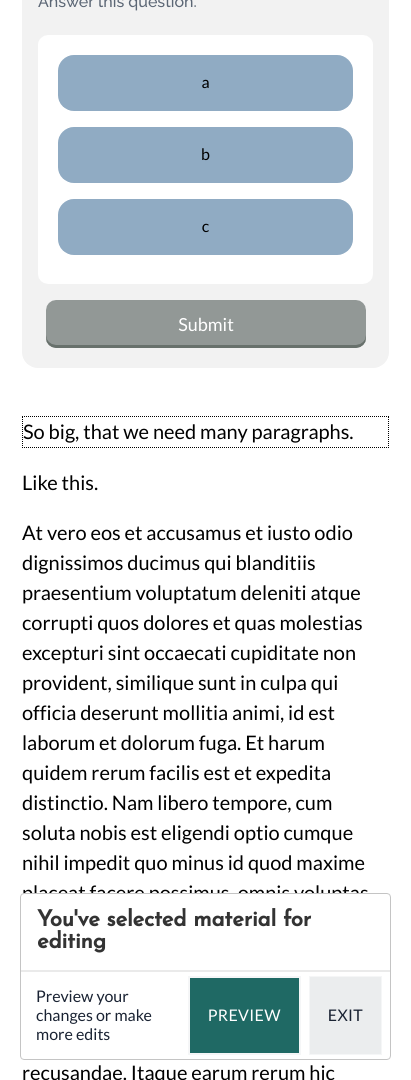 Answer this question.
a
b
c
Submit
So big, that we need many paragraphs.
Like this.
At vero eos et accusamus et iusto odio
dignissimos ducimus qui blanditiis
praesentium voluptatum deleniti atque
corrupti quos dolores et quas molestias
excepturi sint occaecati cupiditate non
provident, similique sunt in culpa qui
officia deserunt mollitia animi, id est
laborum et dolorum fuga. Et harum
quidem rerum facilis est et expedita
distinctio. Nam libero tempore, cum
soluta nobis est eligendi optio cumque
nihil impedit quo minus id quod maxime
placeat facere possimus, omnis voluptas
You've selected material for
editing
Preview your
changes or make
more edits
PREVIEW
EXIT
recusandae. Itaque earum rerum hic